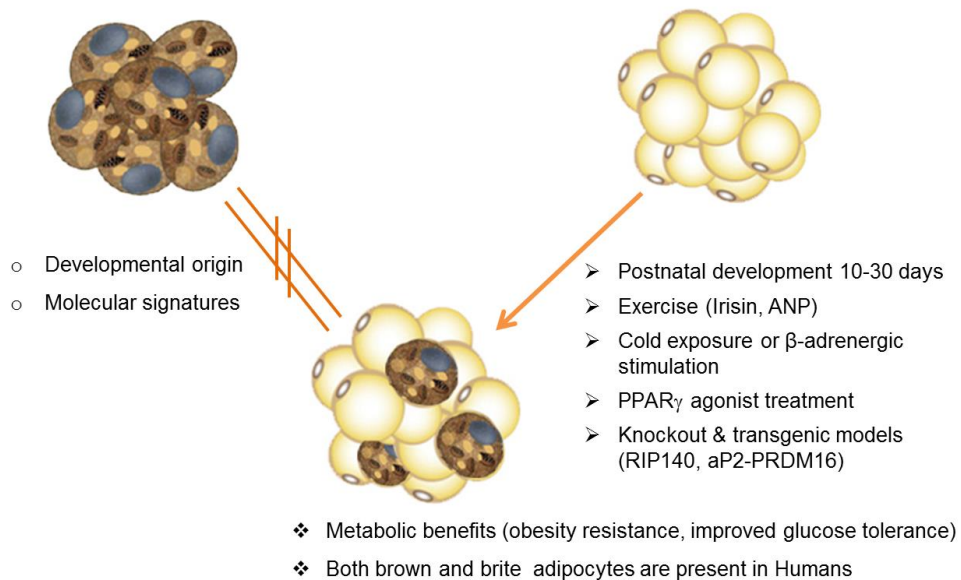 o Developmental origin
o Molecular signatures
➢ Postnatal development 10-30 days
➢ Exercise (Irisin, ANP)
➢ Cold exposure or β-adrenergic
stimulation
➢ PPARγ agonist treatment
➢ Knockout & transgenic models
(RIP140, aP2-PRDM16)
❖ Metabolic benefits (obesity resistance, improved glucose tolerance)
❖ Both brown and brite adipocytes are present in Humans